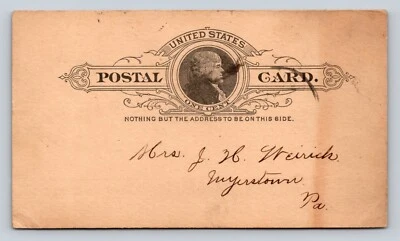 UNITED STATES
POSTAL CARD.
ONE CENT
NOTHING BUT THE ADDRESS TO BE ON THIS SIDE.
Mrs. J. H. Weirick
Myerstown
Pa.